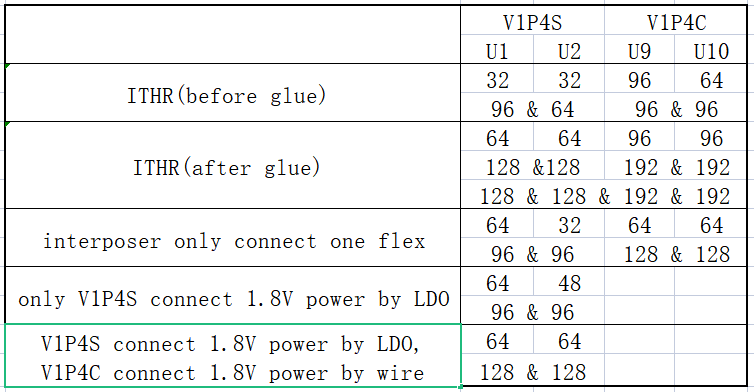 V1P4S V1P4C
U1 U2 U9 U10
ITHR(before glue)
32 32 96 64
96 & 64 96 & 96
ITHR(after glue)
64 64 96 96
128 &128 192 & 192
128 & 128 & 192 & 192
interposer only connect one flex
64 32 64 64
96 & 96 128 & 128
only V1P4S connect 1.8V power by LDO
64 48
96 & 96
V1P4S connect 1.8V power by LDO,
V1P4C connect 1.8V power by wire
64 64
128 & 128